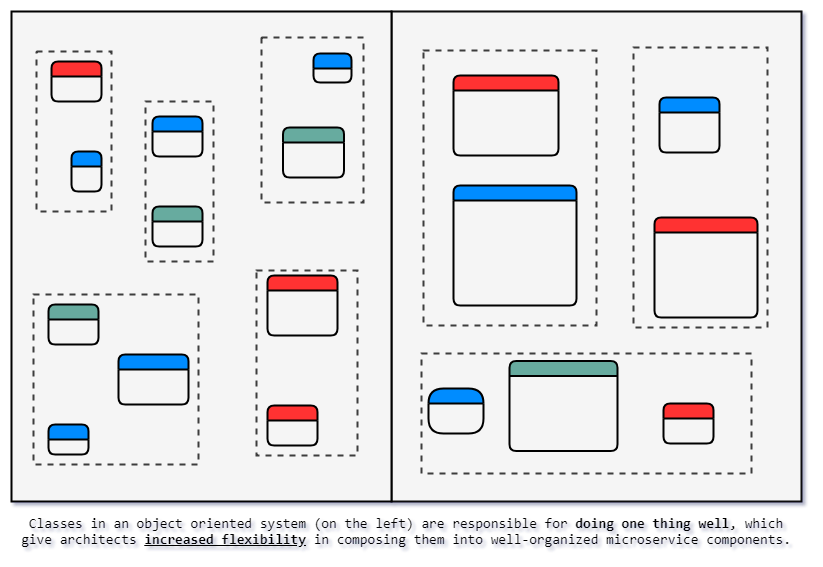 Classes in an object oriented system (on the left) are responsible for doing one thing well, which
give architects increased flexibility in composing them into well-organized microservice components.